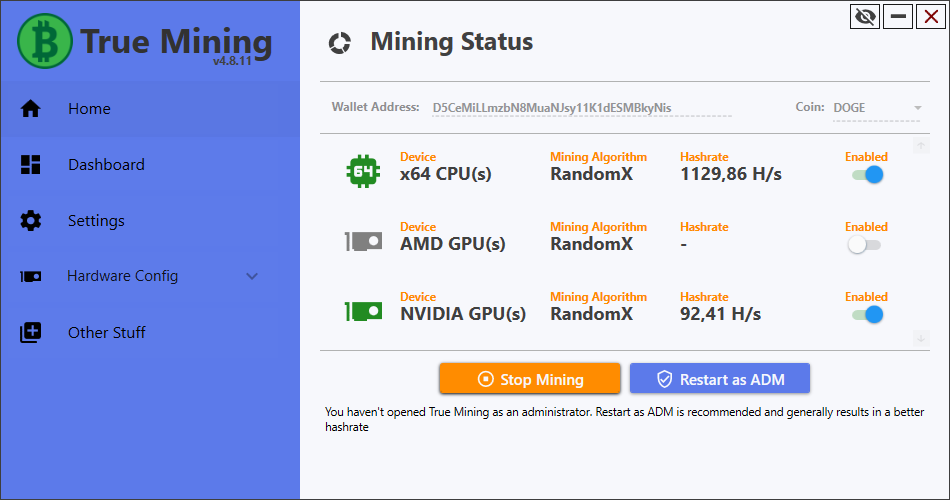 True Mining
v4.8.11
Home
Dashboard
Settings
Hardware Config
Other Stuff
Mining Status
Wallet Address: D5CeMiLLmzbN8MuaNJsy11K1dESMBkyNis Coin: DOGE
Device Mining Algorithm Hashrate Enabled
64 x64 CPU(s) RandomX 1129,86 H/s
Device Mining Algorithm Hashrate Enabled
AMD GPU(s) RandomX -
Device Mining Algorithm Hashrate Enabled
NVIDIA GPU(s) RandomX 92,41 H/s
Stop Mining Restart as ADM
You haven't opened True Mining as an administrator. Restart as ADM is recommended and generally results in a better
hashrate